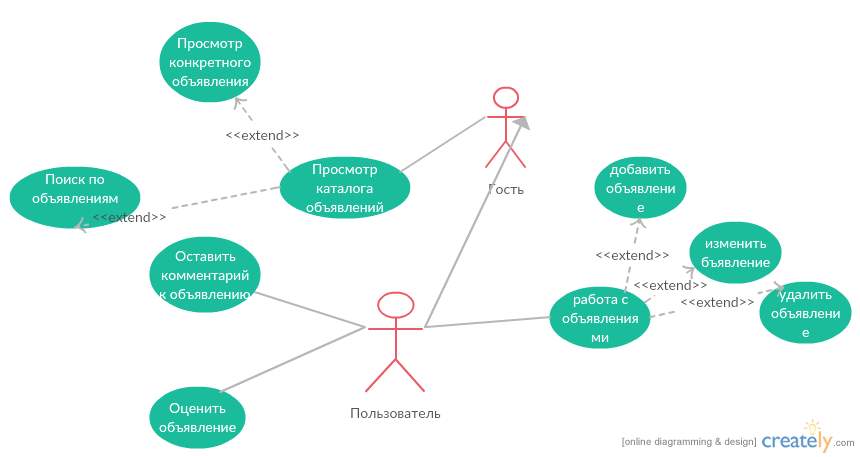 Просмотр
конкретного
объявления
<<extend>>
Поиск по
объявлениям
<<extend>>
Просмотр
каталога
объявлений
Гость
добавить
объявлени
е
<<extend>>
изменить
бъявление
<<extend>>
<<extend>>
удалить
объявлени
е
Оставить
комментарий
к объявлению
работа с
объявления
ми
Оценить
объявление
Пользователь
[online diagramming & design] creately.com